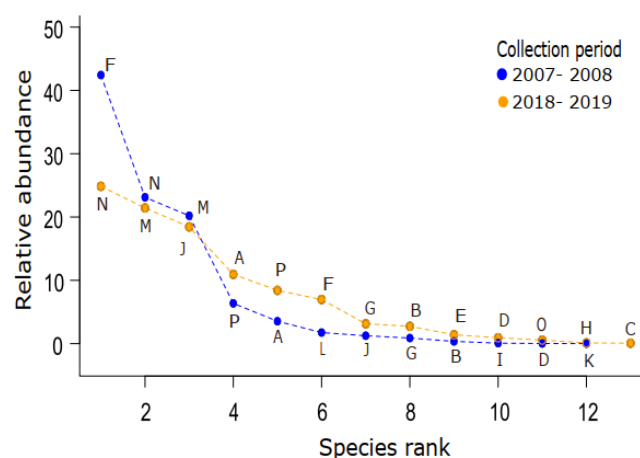 50
40
30
20
10
0
Relative abundance
Collection period
2007- 2008
2018- 2019
F
N
M
N
M
J
A
P
F
G
B
E
D
O
H
C
P
A
L
J
G
B
I
D
K
2 4 6 8 10 12
Species rank